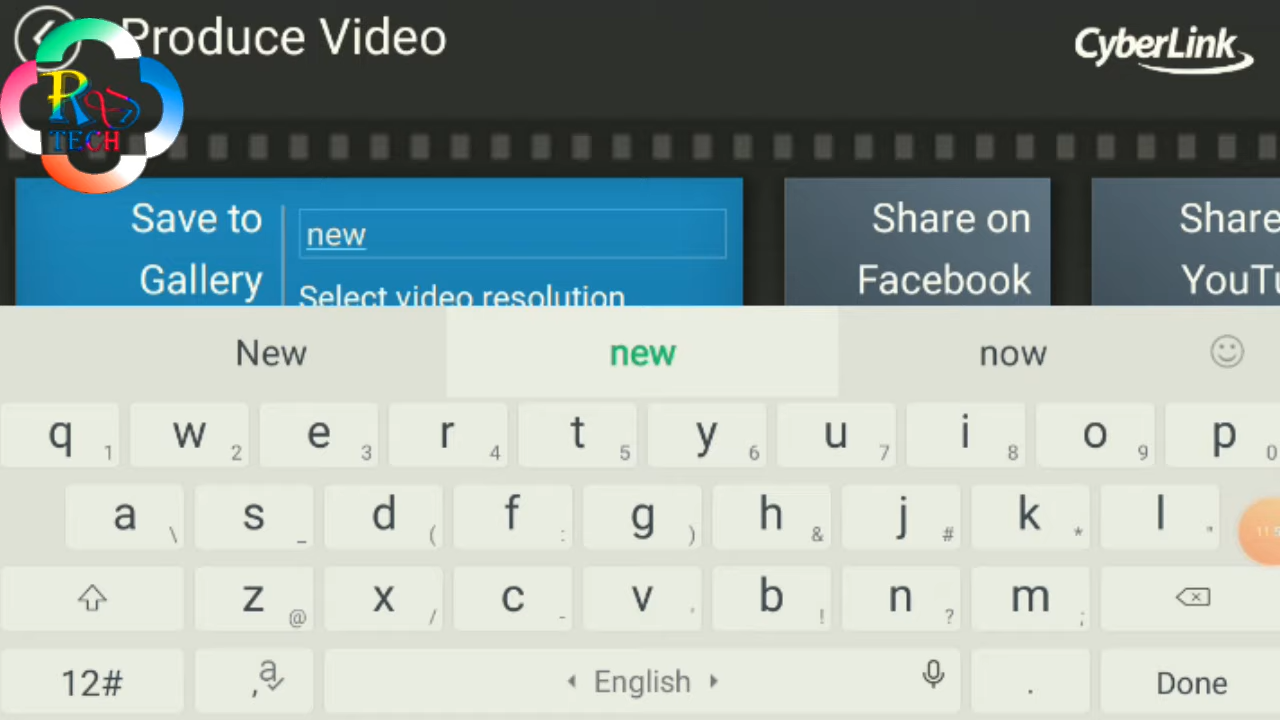 Produce Video
CyberLink
TECH
Save to
Gallery
new
Select video resolution
Share on
Facebook
Share
YouTu
New new now
q 1 w 2 e 3 r 4 t 5 y 6 u 7 i 8 o 9 p 0
a \ s _ d ( f : g ) h & j # k * l "
z @ x / c - v ' b ! n ? m ;
12# , a English . Done